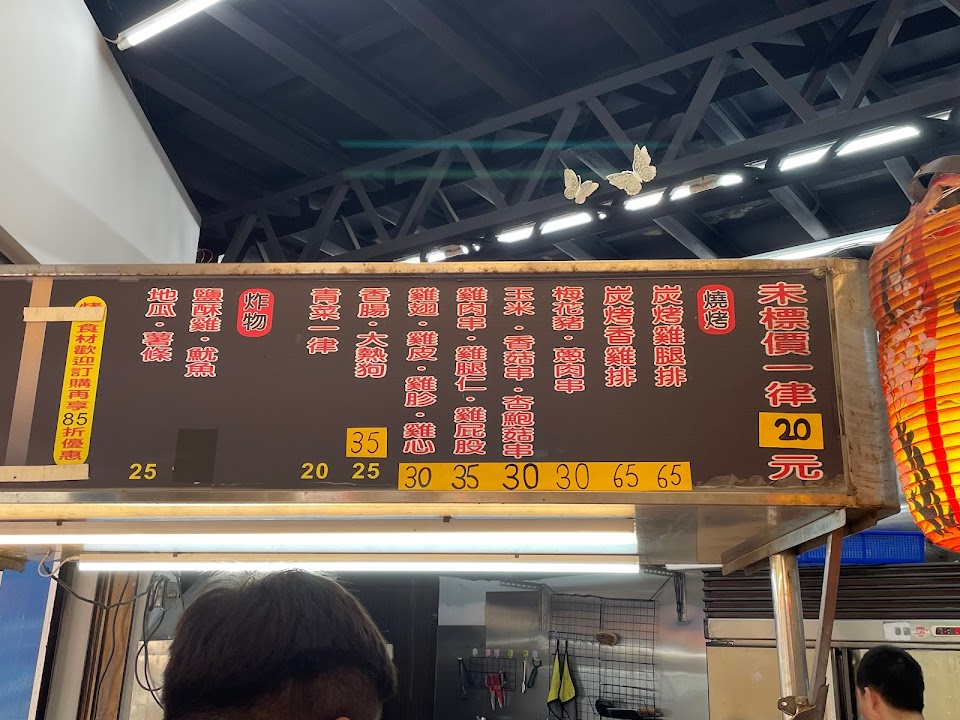 未標價一律20元
燒烤
炭烤雞腿排 65
炭烤香雞排 65
梅花豬·蔥肉串 30
玉米·香菇串·杏鮑菇串 30
雞肉串·雞腿仁·雞屁股 35
雞翅·雞皮·雞胗·雞心 30
香腸·大熱狗 35 25
青菜一律 20
炸物
鹽酥雞·魷魚
地瓜·薯條 25
烤食材歡迎訂購再享85折優惠